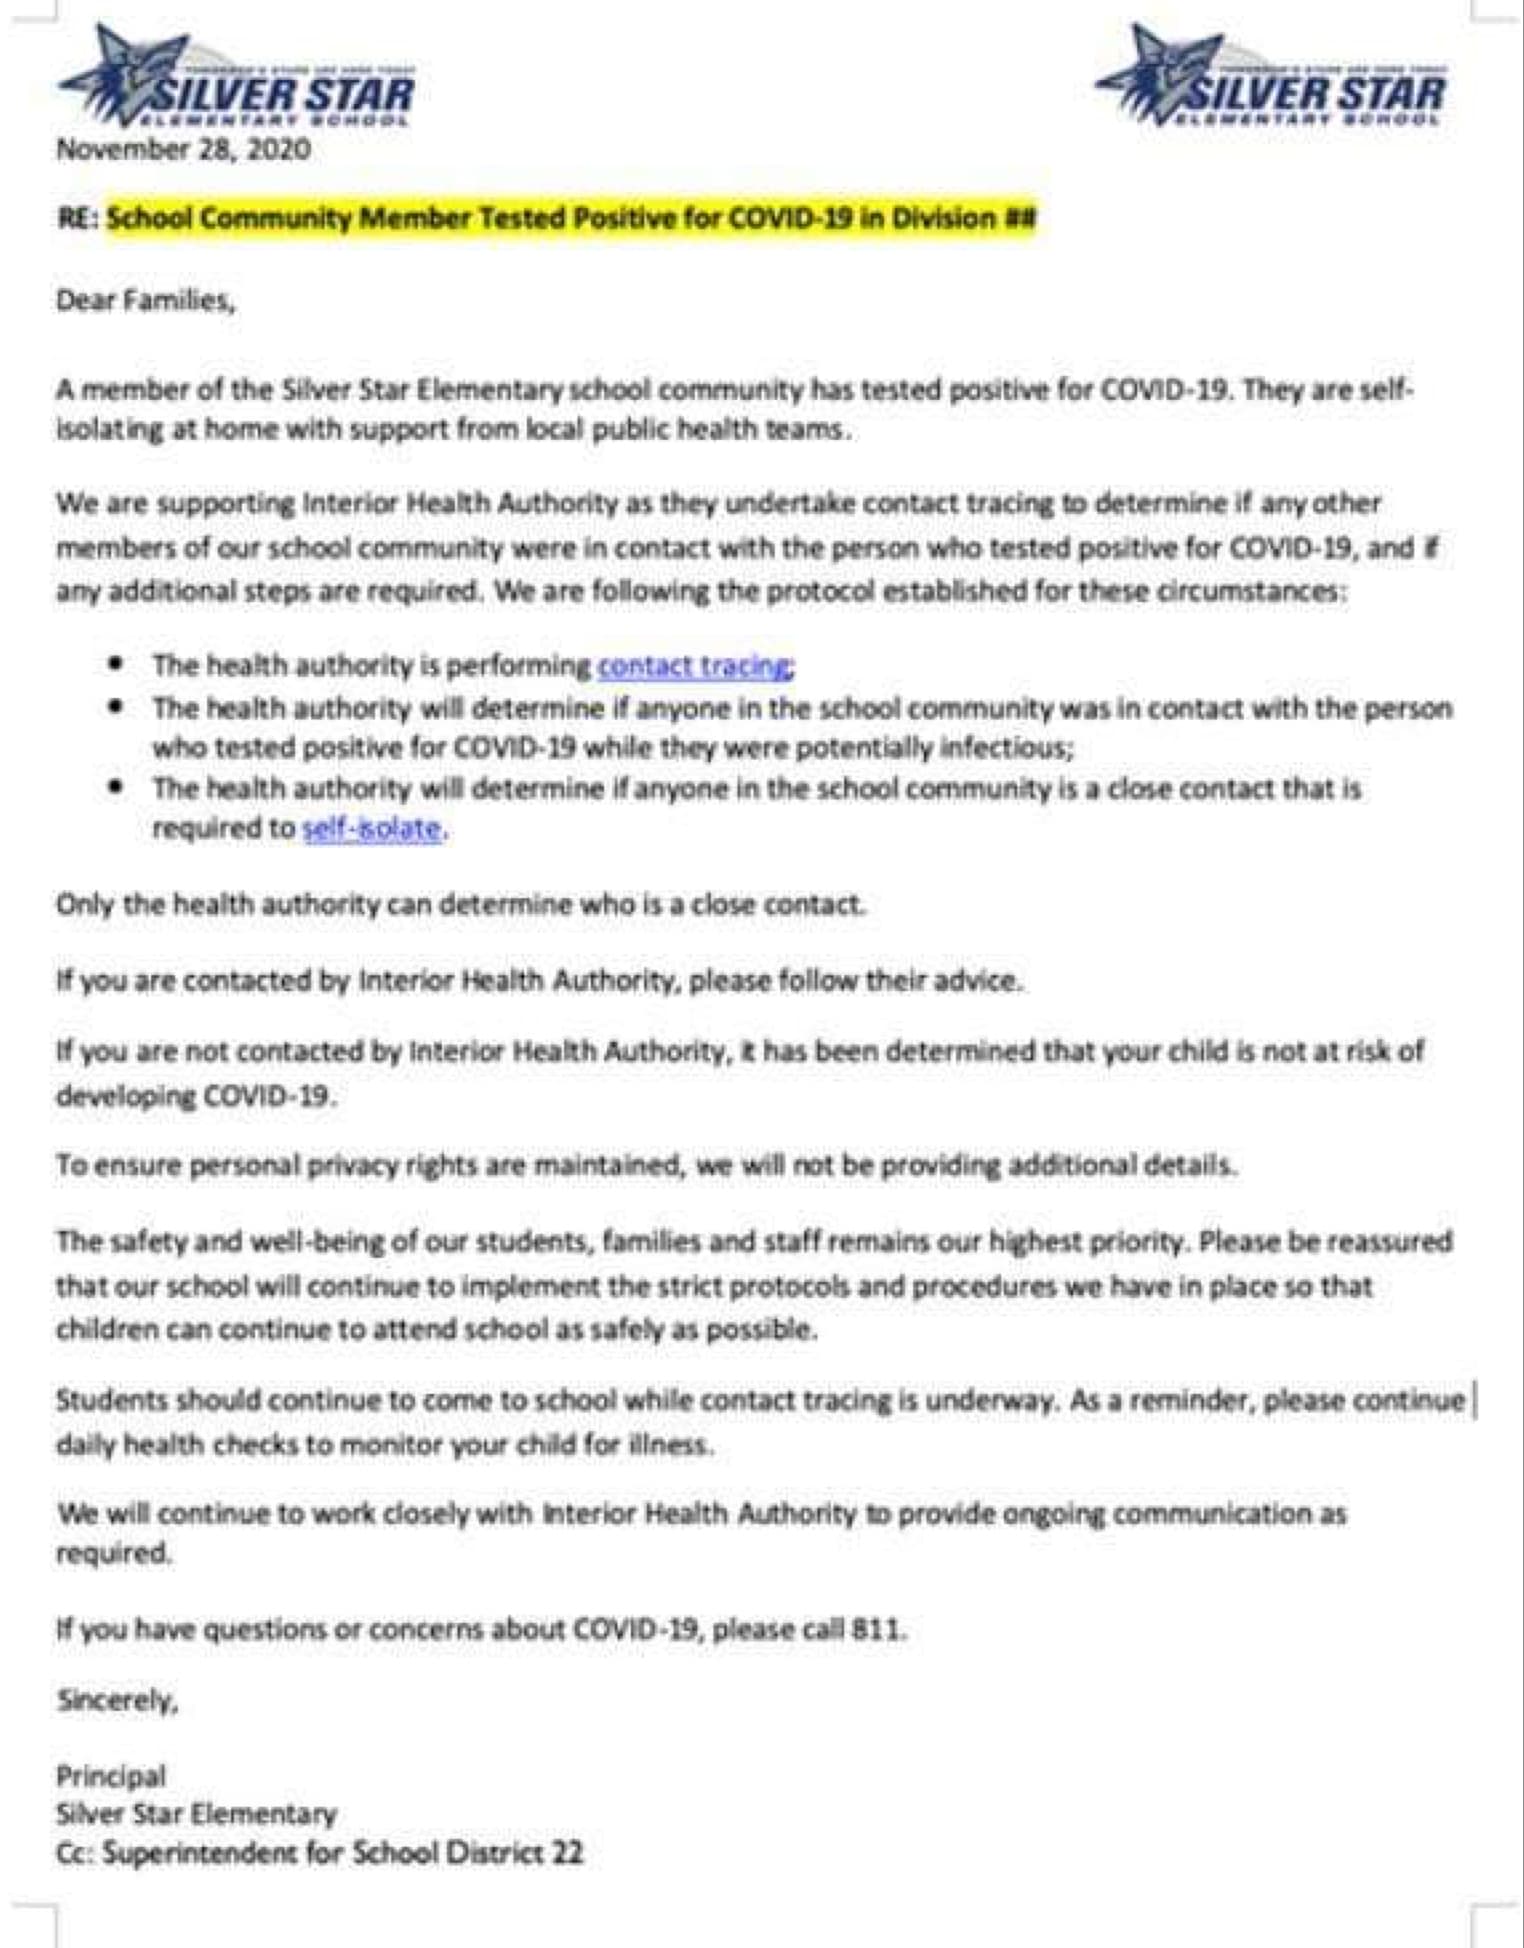 SILVER STAR
ELEMENTARY SCHOOL
SILVER STAR
ELEMENTARY SCHOOL
November 28, 2020
RE: School Community Member Tested Positive for COVID-19 in Division ##
Dear Families,
A member of the Silver Star Elementary school community has tested positive for COVID-19. They are self-
isolating at home with support from local public health teams.
We are supporting Interior Health Authority as they undertake contact tracing to determine if any other
members of our school community were in contact with the person who tested positive for COVID-19, and if
any additional steps are required. We are following the protocol established for these circumstances:
• The health authority is performing contact tracing;
• The health authority will determine if anyone in the school community was in contact with the person
who tested positive for COVID-19 while they were potentially infectious;
• The health authority will determine if anyone in the school community is a close contact that is
required to self-isolate.
Only the health authority can determine who is a close contact.
If you are contacted by Interior Health Authority, please follow their advice.
If you are not contacted by Interior Health Authority, it has been determined that your child is not at risk of
developing COVID-19.
To ensure personal privacy rights are maintained, we will not be providing additional details.
The safety and well-being of our students, families and staff remains our highest priority. Please be reassured
that our school will continue to implement the strict protocols and procedures we have in place so that
children can continue to attend school as safely as possible.
Students should continue to come to school while contact tracing is underway. As a reminder, please continue
daily health checks to monitor your child for illness.
We will continue to work closely with Interior Health Authority to provide ongoing communication as
required.
If you have questions or concerns about COVID-19, please call 811.
Sincerely,
Principal
Silver Star Elementary
Cc: Superintendent for School District 22